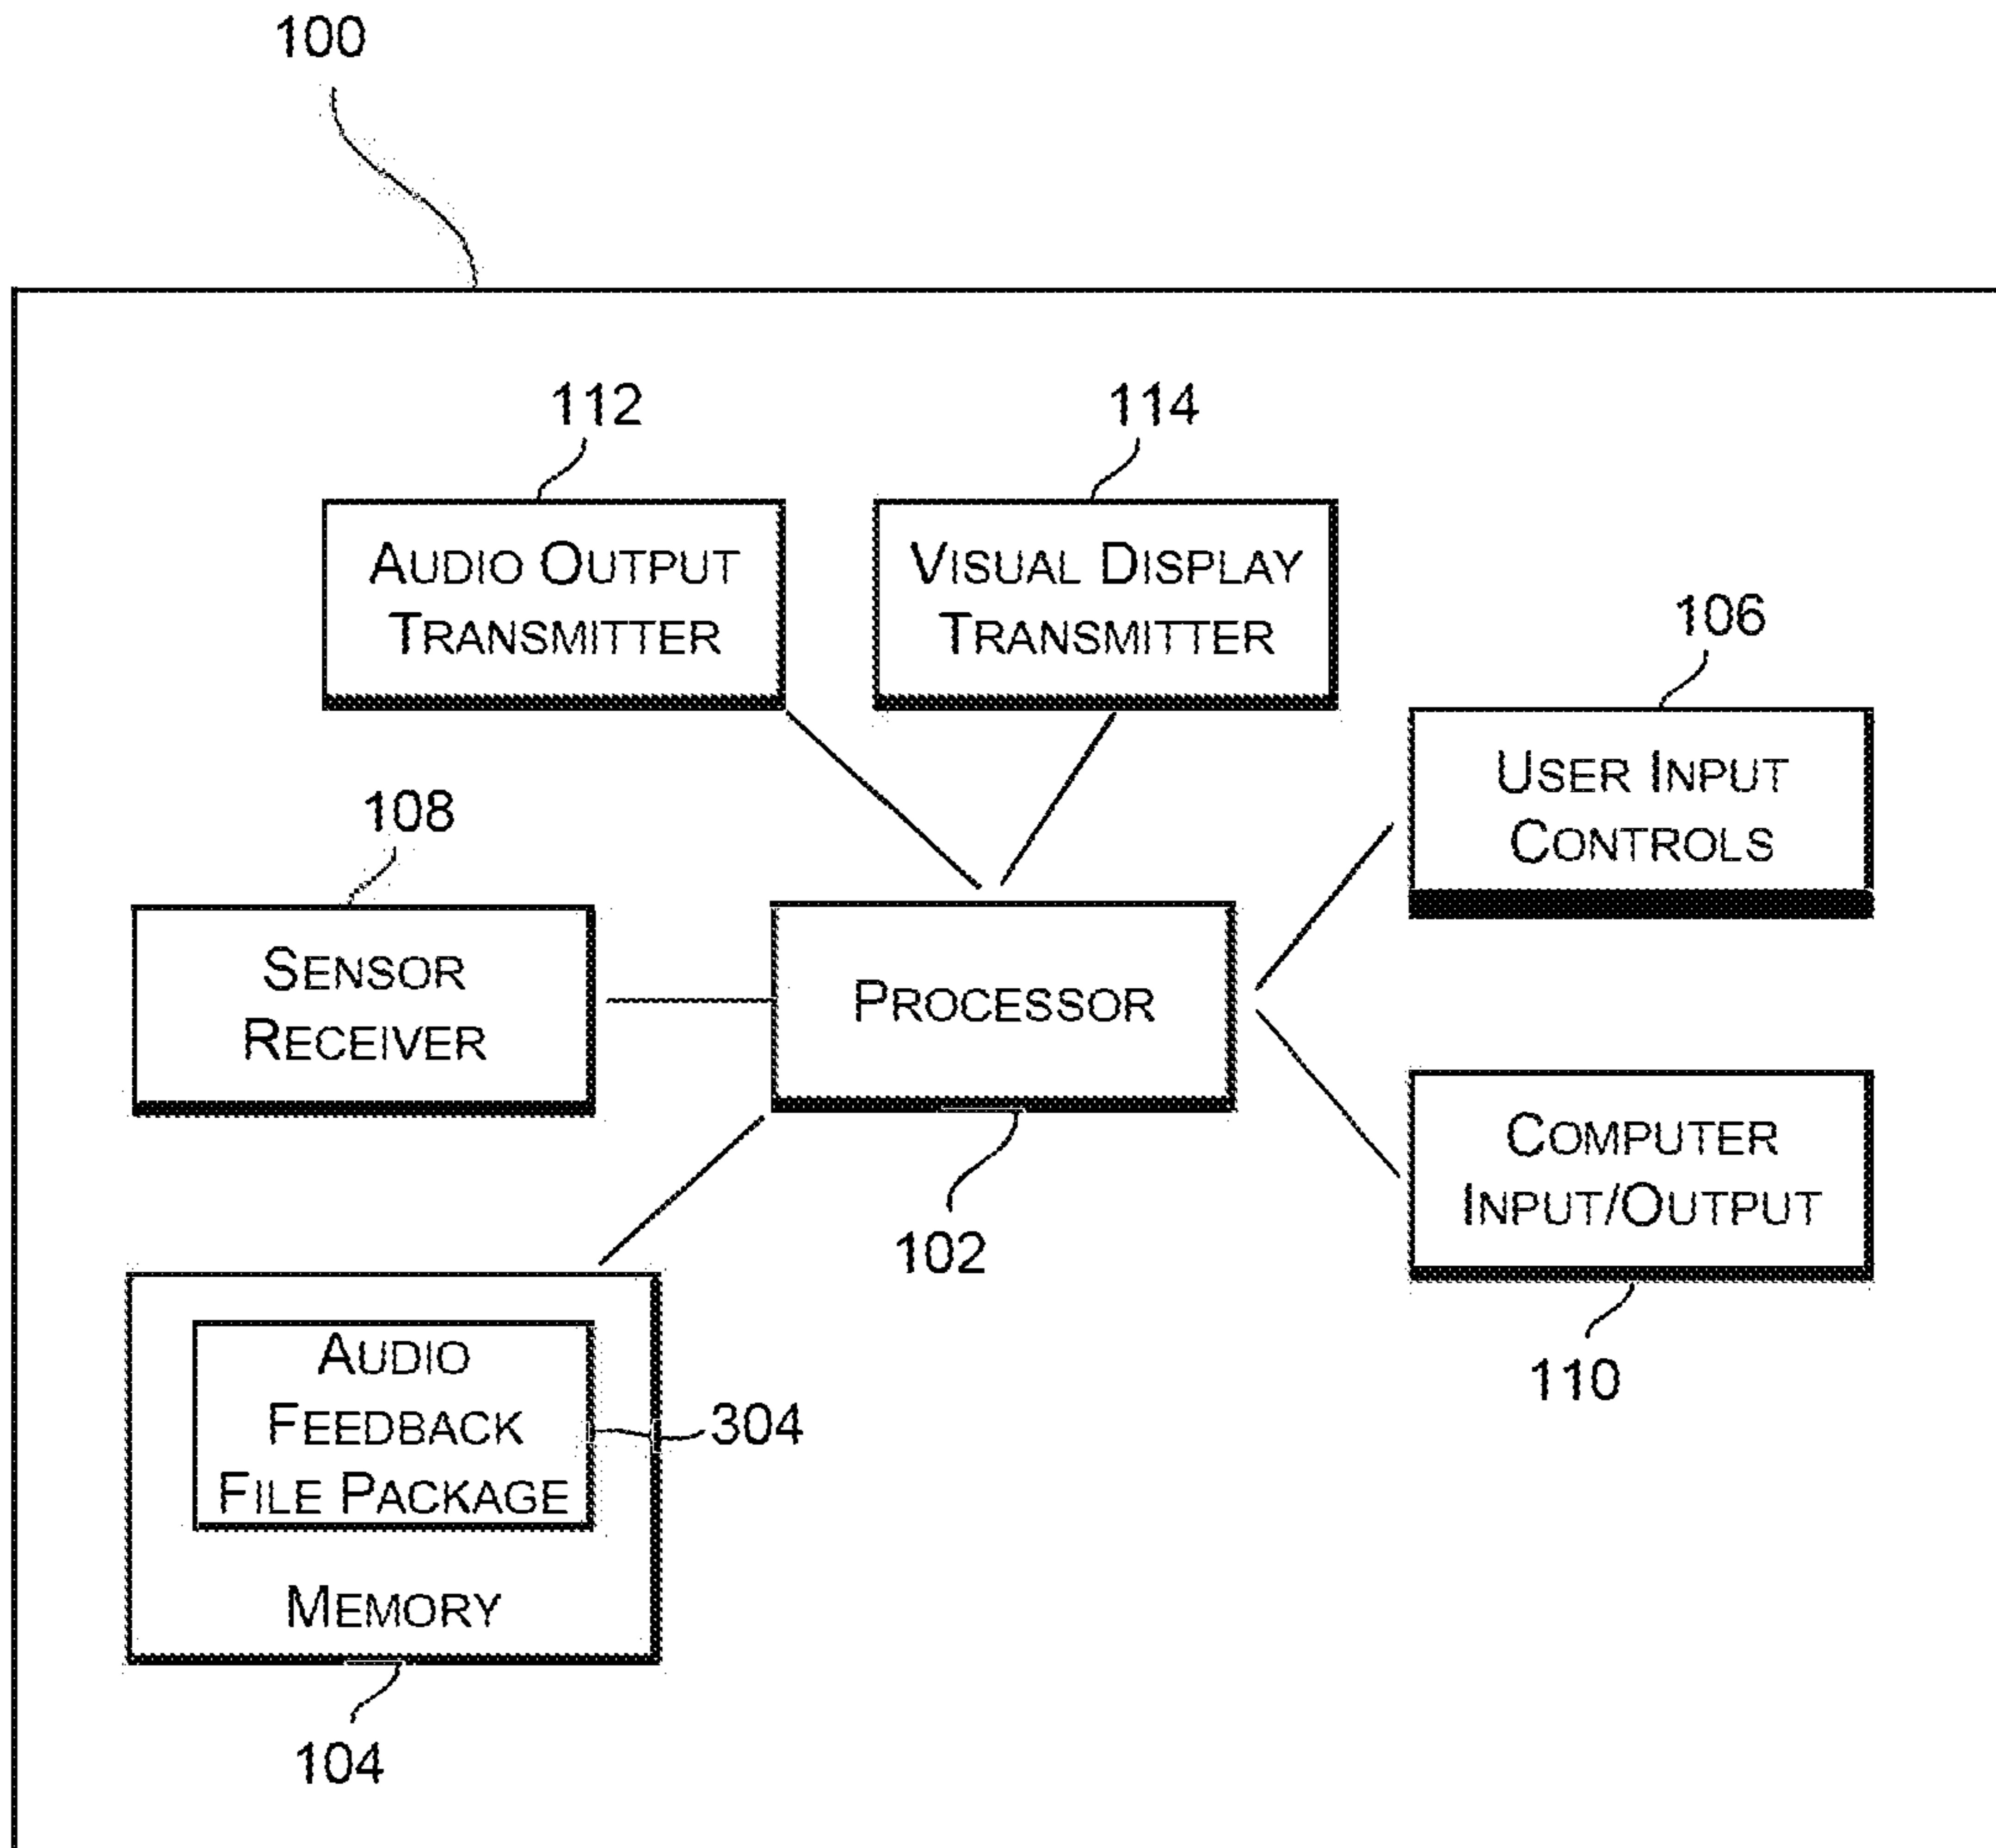 100
112
114
AUDIO OUTPUT
TRANSMITTER
VISUAL DISPLAY
TRANSMITTER
106
USER INPUT
CONTROLS
108
SENSOR
RECEIVER
PROCESSOR
102
COMPUTER
INPUT/OUTPUT
110
AUDIO
FEEDBACK
FILE PACKAGE
304
MEMORY
104